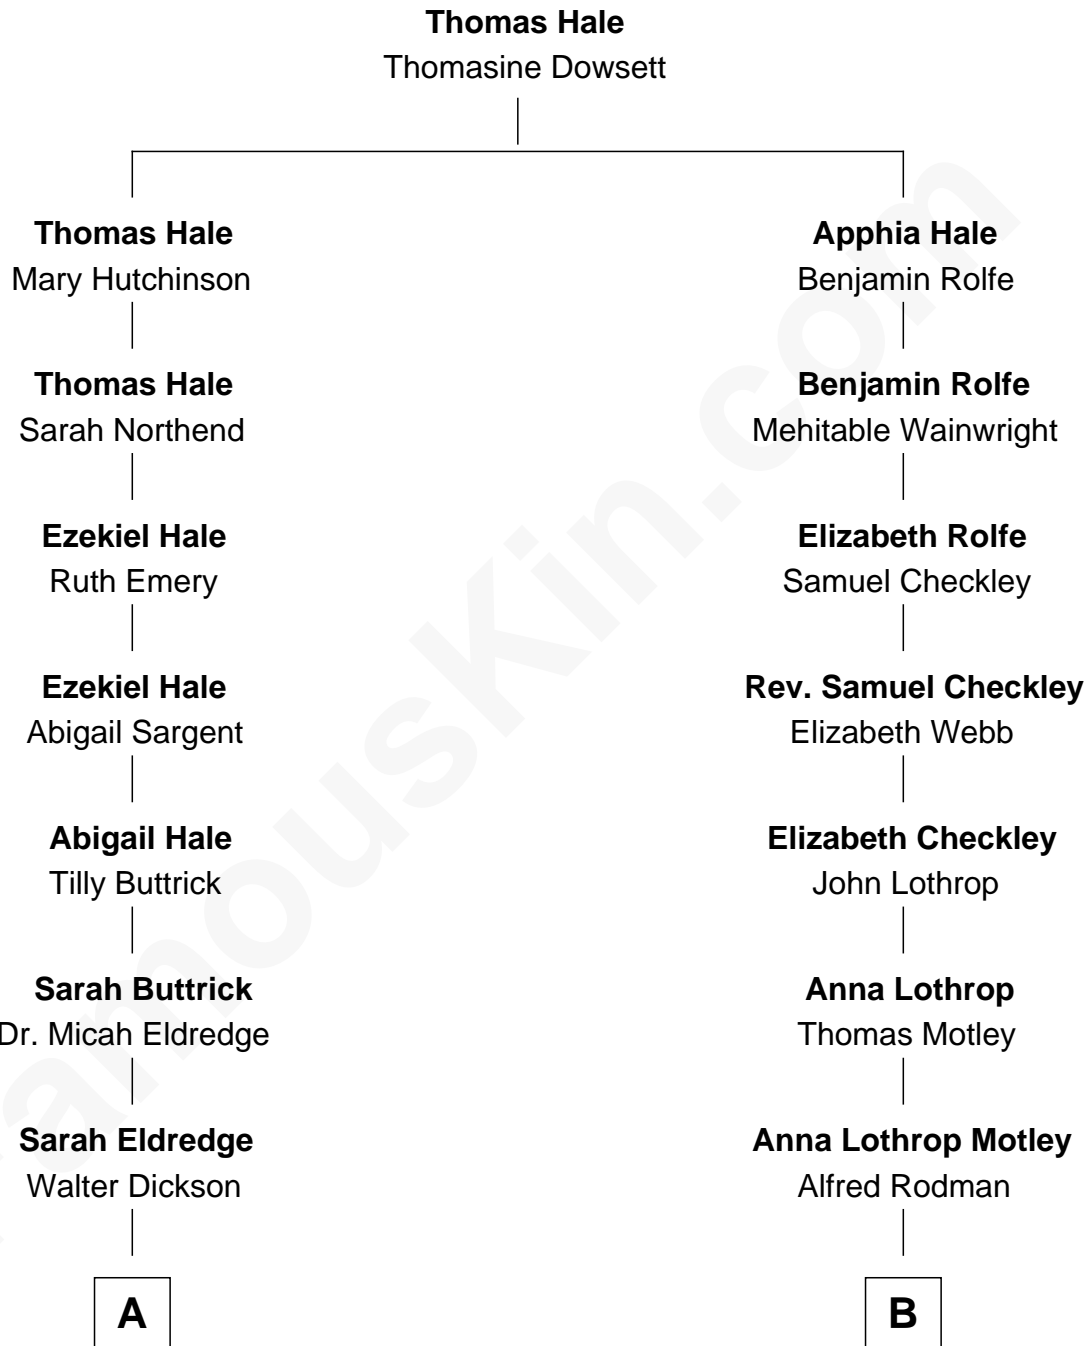 Thomas Hale
Thomasine Dowsett
Thomas Hale
Mary Hutchinson
Apphia Hale
Benjamin Rolfe
Thomas Hale
Sarah Northend
Benjamin Rolfe
Mehitable Wainwright
Ezekiel Hale
Ruth Emery
Elizabeth Rolfe
Samuel Checkley
Ezekiel Hale
Abigail Sargent
Rev. Samuel Checkley
Elizabeth Webb
Abigail Hale
Tilly Buttrick
Elizabeth Checkley
John Lothrop
Sarah Buttrick
Dr. Micah Eldredge
Anna Lothrop
Thomas Motley
Sarah Eldredge
Walter Dickson
Anna Lothrop Motley
Alfred Rodman
A
B
FamousKin.com